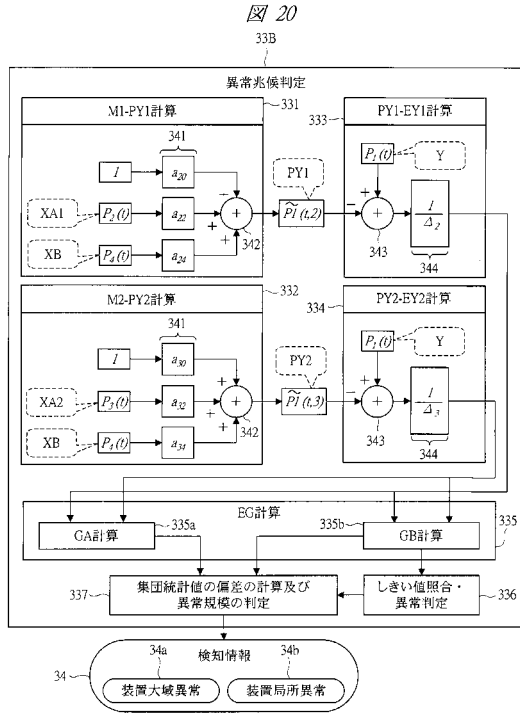 図 20
33B
異常兆候判定
M1-PY1計算
331
341
1
a20
XA1
P2(t)
a22
XB
P4(t)
a24
−
+
+
+
342
PY1
P̃1(t,2)
333
PY1-EY1計算
P1(t)
Y
+
−
+
343
1
Δ2
344
M2-PY2計算
332
341
1
a30
XA2
P3(t)
a32
XB
P4(t)
a34
+
+
+
+
342
PY2
P̃1(t,3)
334
PY2-EY2計算
P1(t)
Y
+
−
+
343
1
Δ3
344
EG計算
335
335a
GA計算
335b
GB計算
337
集団統計値の偏差の計算及び
異常規模の判定
しきい値照合・
異常判定
336
検知情報
34
34a
装置大域異常
34b
装置局所異常